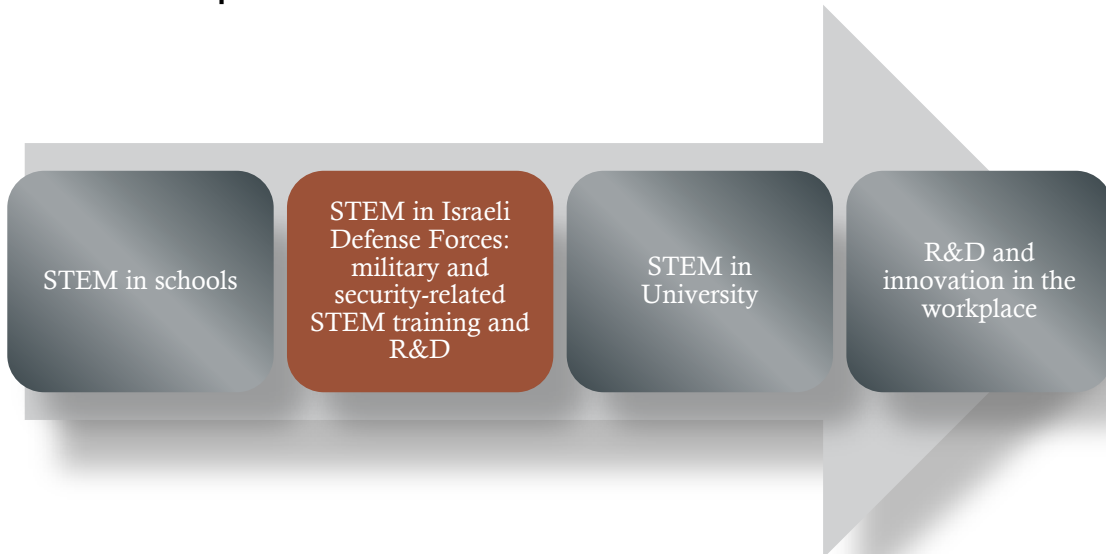 STEM in schools
STEM in Israeli
Defense Forces:
military and
security-related
STEM training and
R&D
STEM in
University
R&D and
innovation in the
workplace